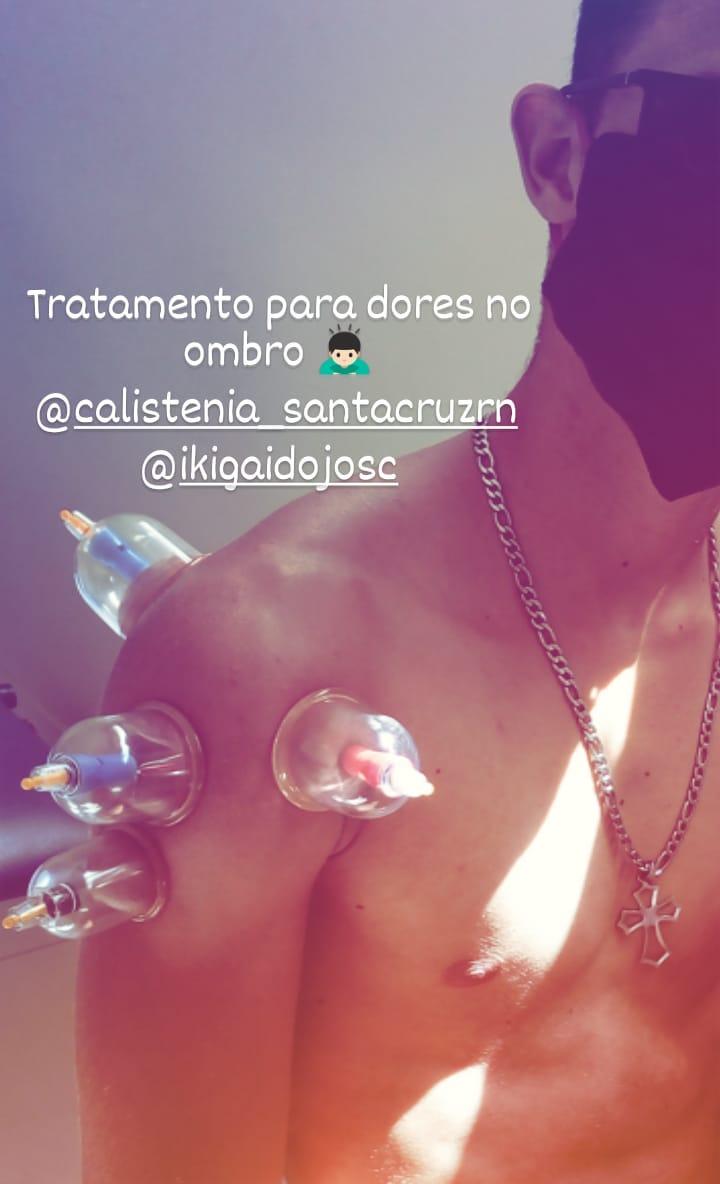 Tratamento para dores no
ombro 🙇🏻‍♂️
@calistenia_santacruzrn
@ikigaidojosc